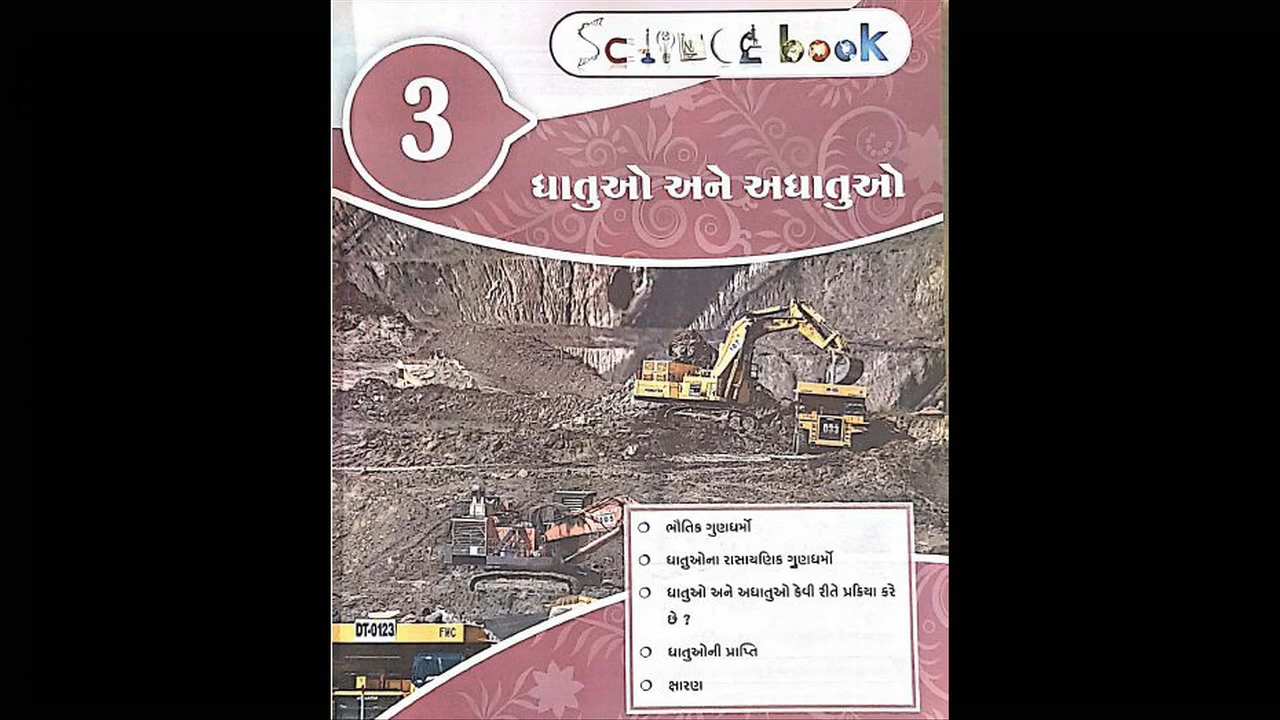 Science book
3
ધાતુઓ અને અધાતુઓ
ભૌતિક ગુણધર્મો
ધાતુઓના રાસાયણિક ગુણધર્મો
ધાતુઓ અને અધાતુઓ કેવી રીતે પ્રક્રિયા કરે
છે ?
ધાતુઓની પ્રાપ્તિ
ક્ષારણ
DT-0123
FMC